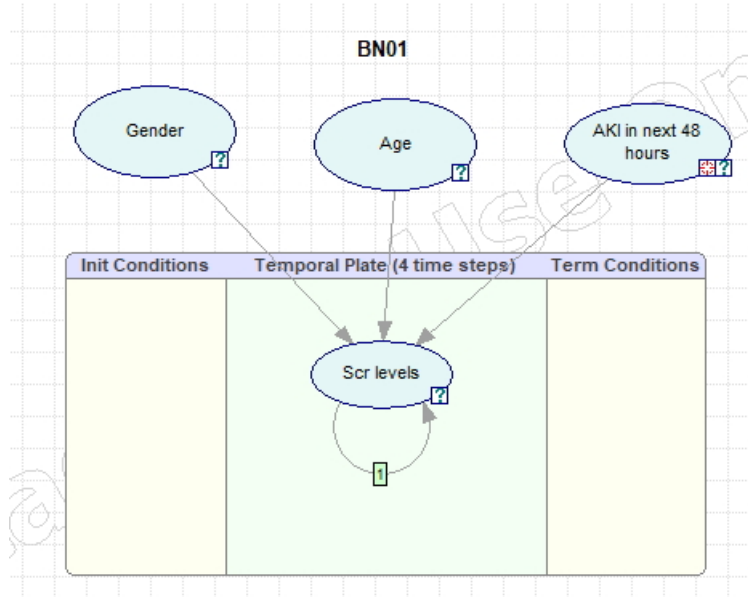 BN01
Gender
Age
AKI in next 48
hours
?
?
?
Init Conditions
Temporal Plate (4 time steps)
Term Conditions
Scr levels
?
1